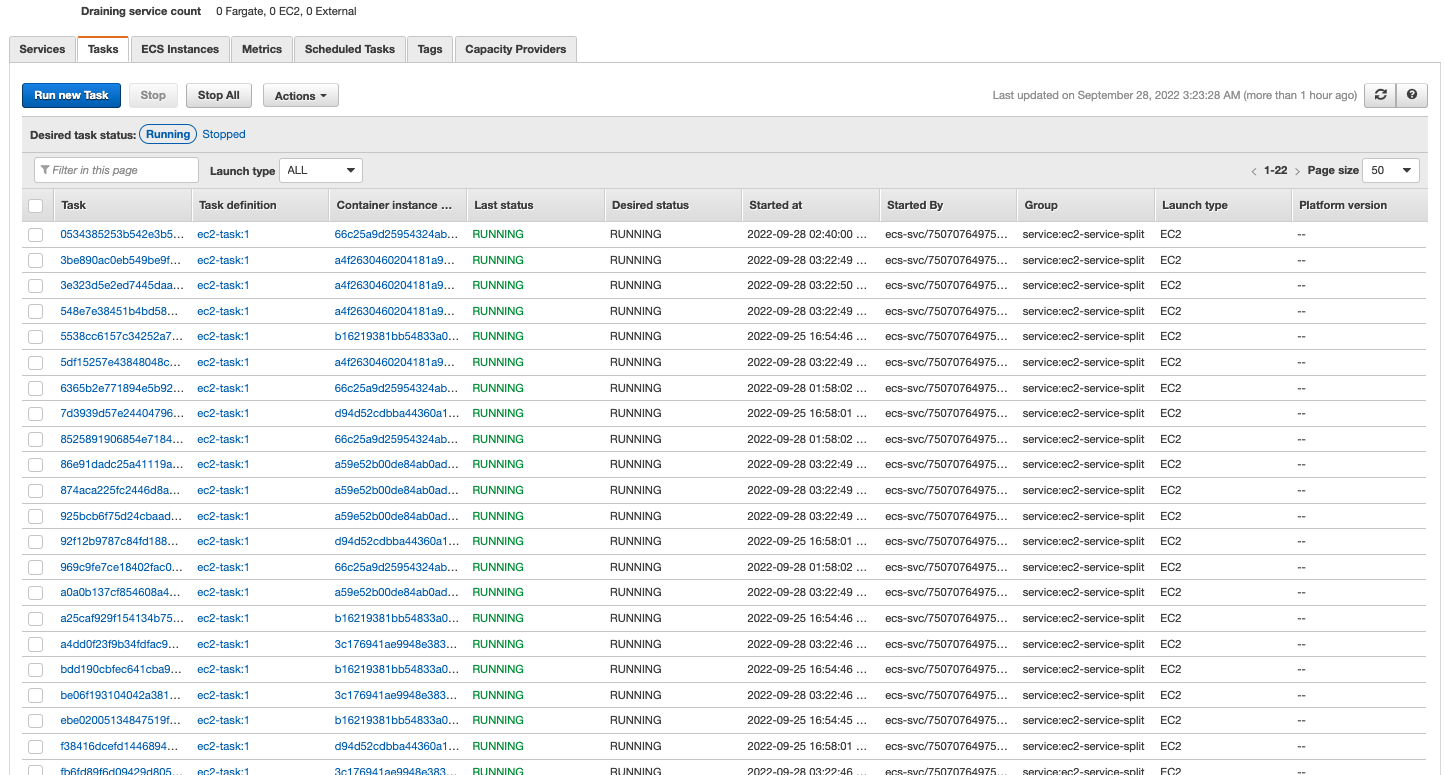 Draining service count 0 Fargate, 0 EC2, 0 External
Services Tasks ECS Instances Metrics Scheduled Tasks Tags Capacity Providers
Run new Task Stop Stop All Actions Last updated on September 28, 2022 3:23:28 AM (more than 1 hour ago)
Desired task status: Running Stopped
Filter in this page Launch type ALL < 1-22 > Page size 50
Task Task definition Container instance ... Last status Desired status Started at Started By Group Launch type Platform version
0534385253b542e3b5... ec2-task:1 66c25a9d25954324ab... RUNNING RUNNING 2022-09-28 02:40:00 ... ecs-svc/75070764975... service:ec2-service-split EC2 --
3be890ac0eb549be9f... ec2-task:1 a4f2630460204181a9... RUNNING RUNNING 2022-09-28 03:22:49 ... ecs-svc/75070764975... service:ec2-service-split EC2 --
3e323d5e2ed7445daa... ec2-task:1 a4f2630460204181a9... RUNNING RUNNING 2022-09-28 03:22:50 ... ecs-svc/75070764975... service:ec2-service-split EC2 --
548e7e38451b4bd58... ec2-task:1 a4f2630460204181a9... RUNNING RUNNING 2022-09-28 03:22:49 ... ecs-svc/75070764975... service:ec2-service-split EC2 --
5538cc6157c34252a7... ec2-task:1 b16219381bb54833a0... RUNNING RUNNING 2022-09-25 16:54:46 ... ecs-svc/75070764975... service:ec2-service-split EC2 --
5df15257e43848048c... ec2-task:1 a4f2630460204181a9... RUNNING RUNNING 2022-09-28 03:22:49 ... ecs-svc/75070764975... service:ec2-service-split EC2 --
6365b2e771894e5b92... ec2-task:1 66c25a9d25954324ab... RUNNING RUNNING 2022-09-28 01:58:02 ... ecs-svc/75070764975... service:ec2-service-split EC2 --
7d3939d57e24404796... ec2-task:1 d94d52cdbba44360a1... RUNNING RUNNING 2022-09-25 16:58:01 ... ecs-svc/75070764975... service:ec2-service-split EC2 --
8525891906854e7184... ec2-task:1 66c25a9d25954324ab... RUNNING RUNNING 2022-09-28 01:58:02 ... ecs-svc/75070764975... service:ec2-service-split EC2 --
86e91dadc25a41119a... ec2-task:1 a59e52b00de84ab0ad... RUNNING RUNNING 2022-09-28 03:22:49 ... ecs-svc/75070764975... service:ec2-service-split EC2 --
874aca225fc2446d8a... ec2-task:1 a59e52b00de84ab0ad... RUNNING RUNNING 2022-09-28 03:22:49 ... ecs-svc/75070764975... service:ec2-service-split EC2 --
925bcb6f75d24cbaad... ec2-task:1 a59e52b00de84ab0ad... RUNNING RUNNING 2022-09-28 03:22:49 ... ecs-svc/75070764975... service:ec2-service-split EC2 --
92f12b9787c84fd188... ec2-task:1 d94d52cdbba44360a1... RUNNING RUNNING 2022-09-25 16:58:01 ... ecs-svc/75070764975... service:ec2-service-split EC2 --
969c9fe7ce18402fac0... ec2-task:1 66c25a9d25954324ab... RUNNING RUNNING 2022-09-28 01:58:02 ... ecs-svc/75070764975... service:ec2-service-split EC2 --
a0a0b137cf854608a4... ec2-task:1 a59e52b00de84ab0ad... RUNNING RUNNING 2022-09-28 03:22:49 ... ecs-svc/75070764975... service:ec2-service-split EC2 --
a25caf929f154134b75... ec2-task:1 b16219381bb54833a0... RUNNING RUNNING 2022-09-25 16:54:46 ... ecs-svc/75070764975... service:ec2-service-split EC2 --
a4dd0f23f9b34fdfac9... ec2-task:1 3c176941ae9948e383... RUNNING RUNNING 2022-09-28 03:22:46 ... ecs-svc/75070764975... service:ec2-service-split EC2 --
bdd190cbfec641cba9... ec2-task:1 b16219381bb54833a0... RUNNING RUNNING 2022-09-25 16:54:46 ... ecs-svc/75070764975... service:ec2-service-split EC2 --
be06f193104042a381... ec2-task:1 3c176941ae9948e383... RUNNING RUNNING 2022-09-28 03:22:46 ... ecs-svc/75070764975... service:ec2-service-split EC2 --
ebe02005134847519f... ec2-task:1 b16219381bb54833a0... RUNNING RUNNING 2022-09-25 16:54:45 ... ecs-svc/75070764975... service:ec2-service-split EC2 --
f38416dcefd1446894... ec2-task:1 d94d52cdbba44360a1... RUNNING RUNNING 2022-09-25 16:58:01 ... ecs-svc/75070764975... service:ec2-service-split EC2 --
fb6fd89f6d09429d805... ec2-task:1 3c176941ae9948e383... RUNNING RUNNING 2022-09-28 03:22:46 ... ecs-svc/75070764975... service:ec2-service-split EC2 --